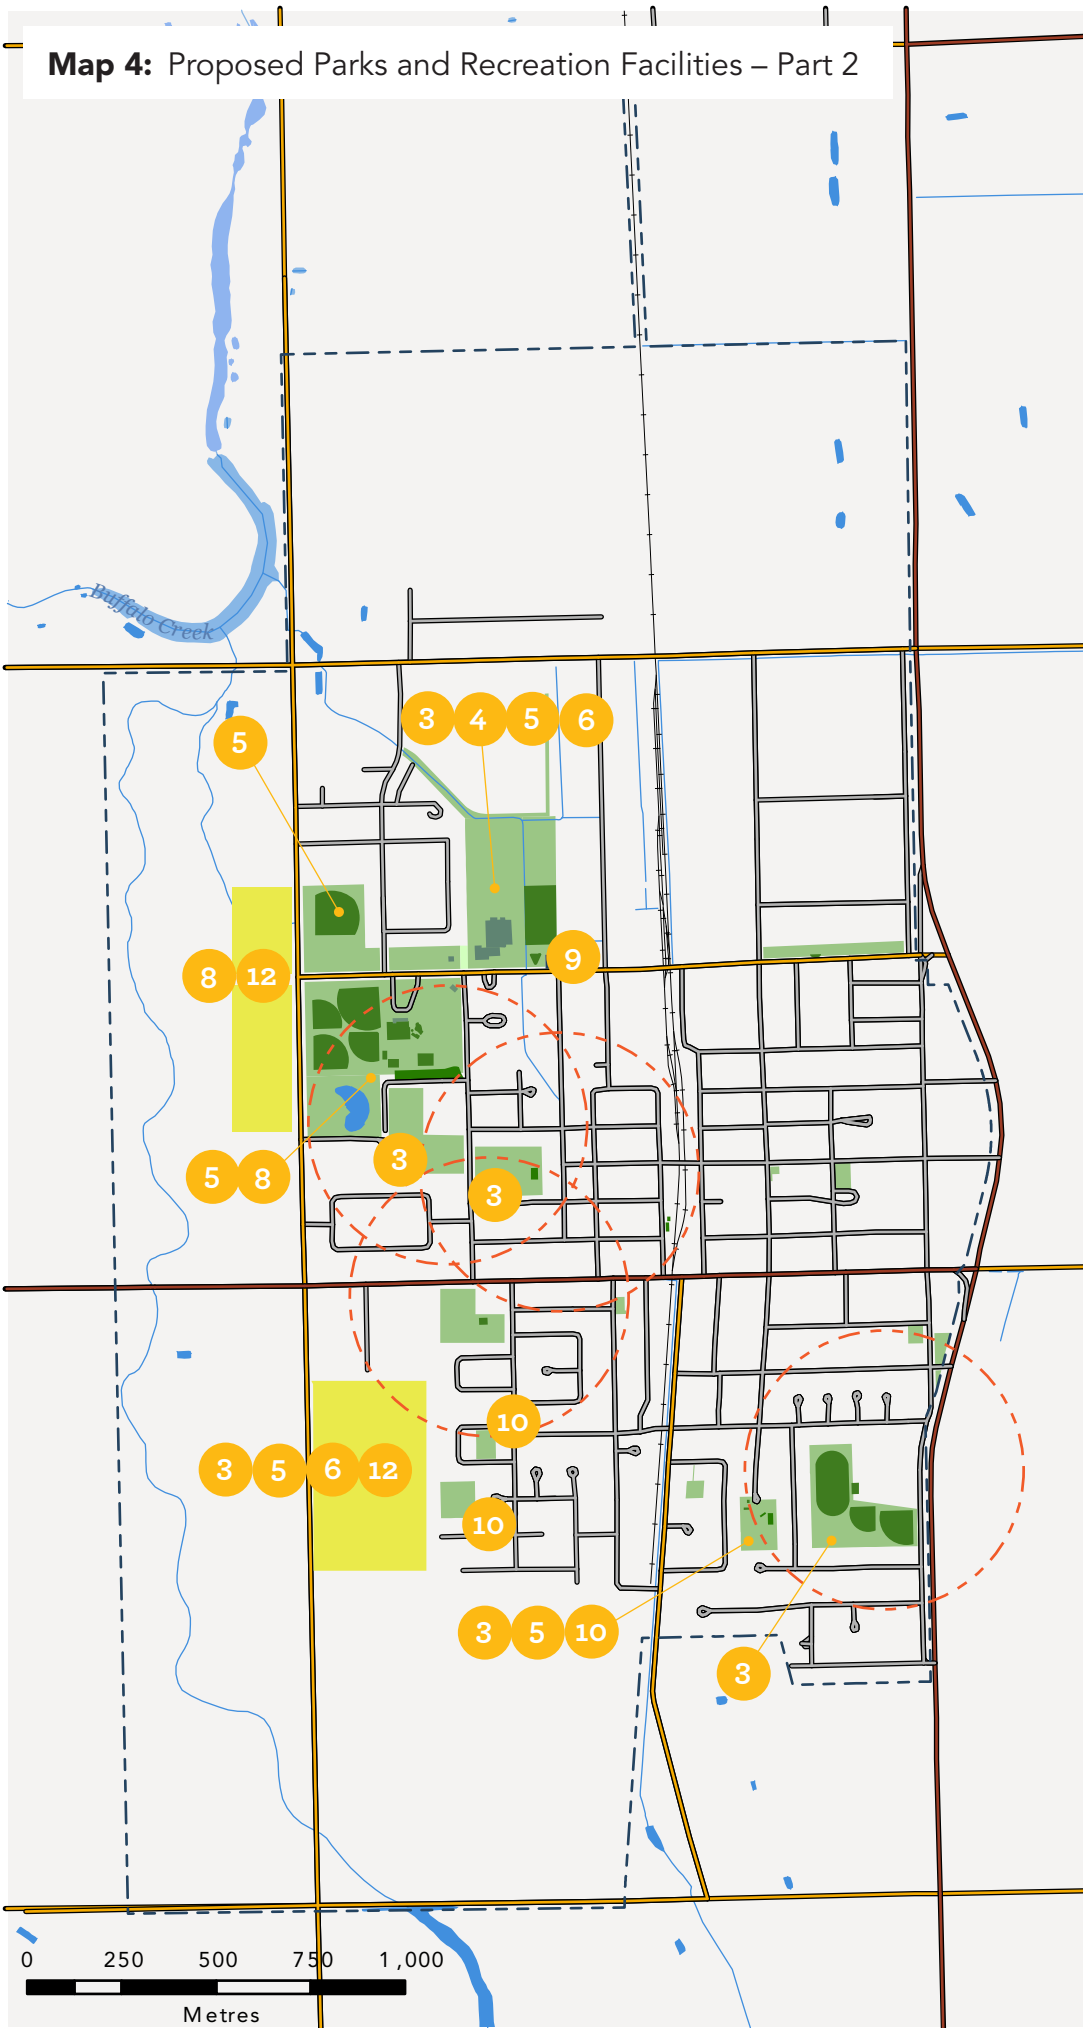 Map 4: Proposed Parks and Recreation Facilities – Part 2
Buffalo Creek
3 4 5 6
5
9
8 12
3
5 8
3
10
3 5 6 12
10
3 5 10
3
0 250 500 750 1,000
Metres